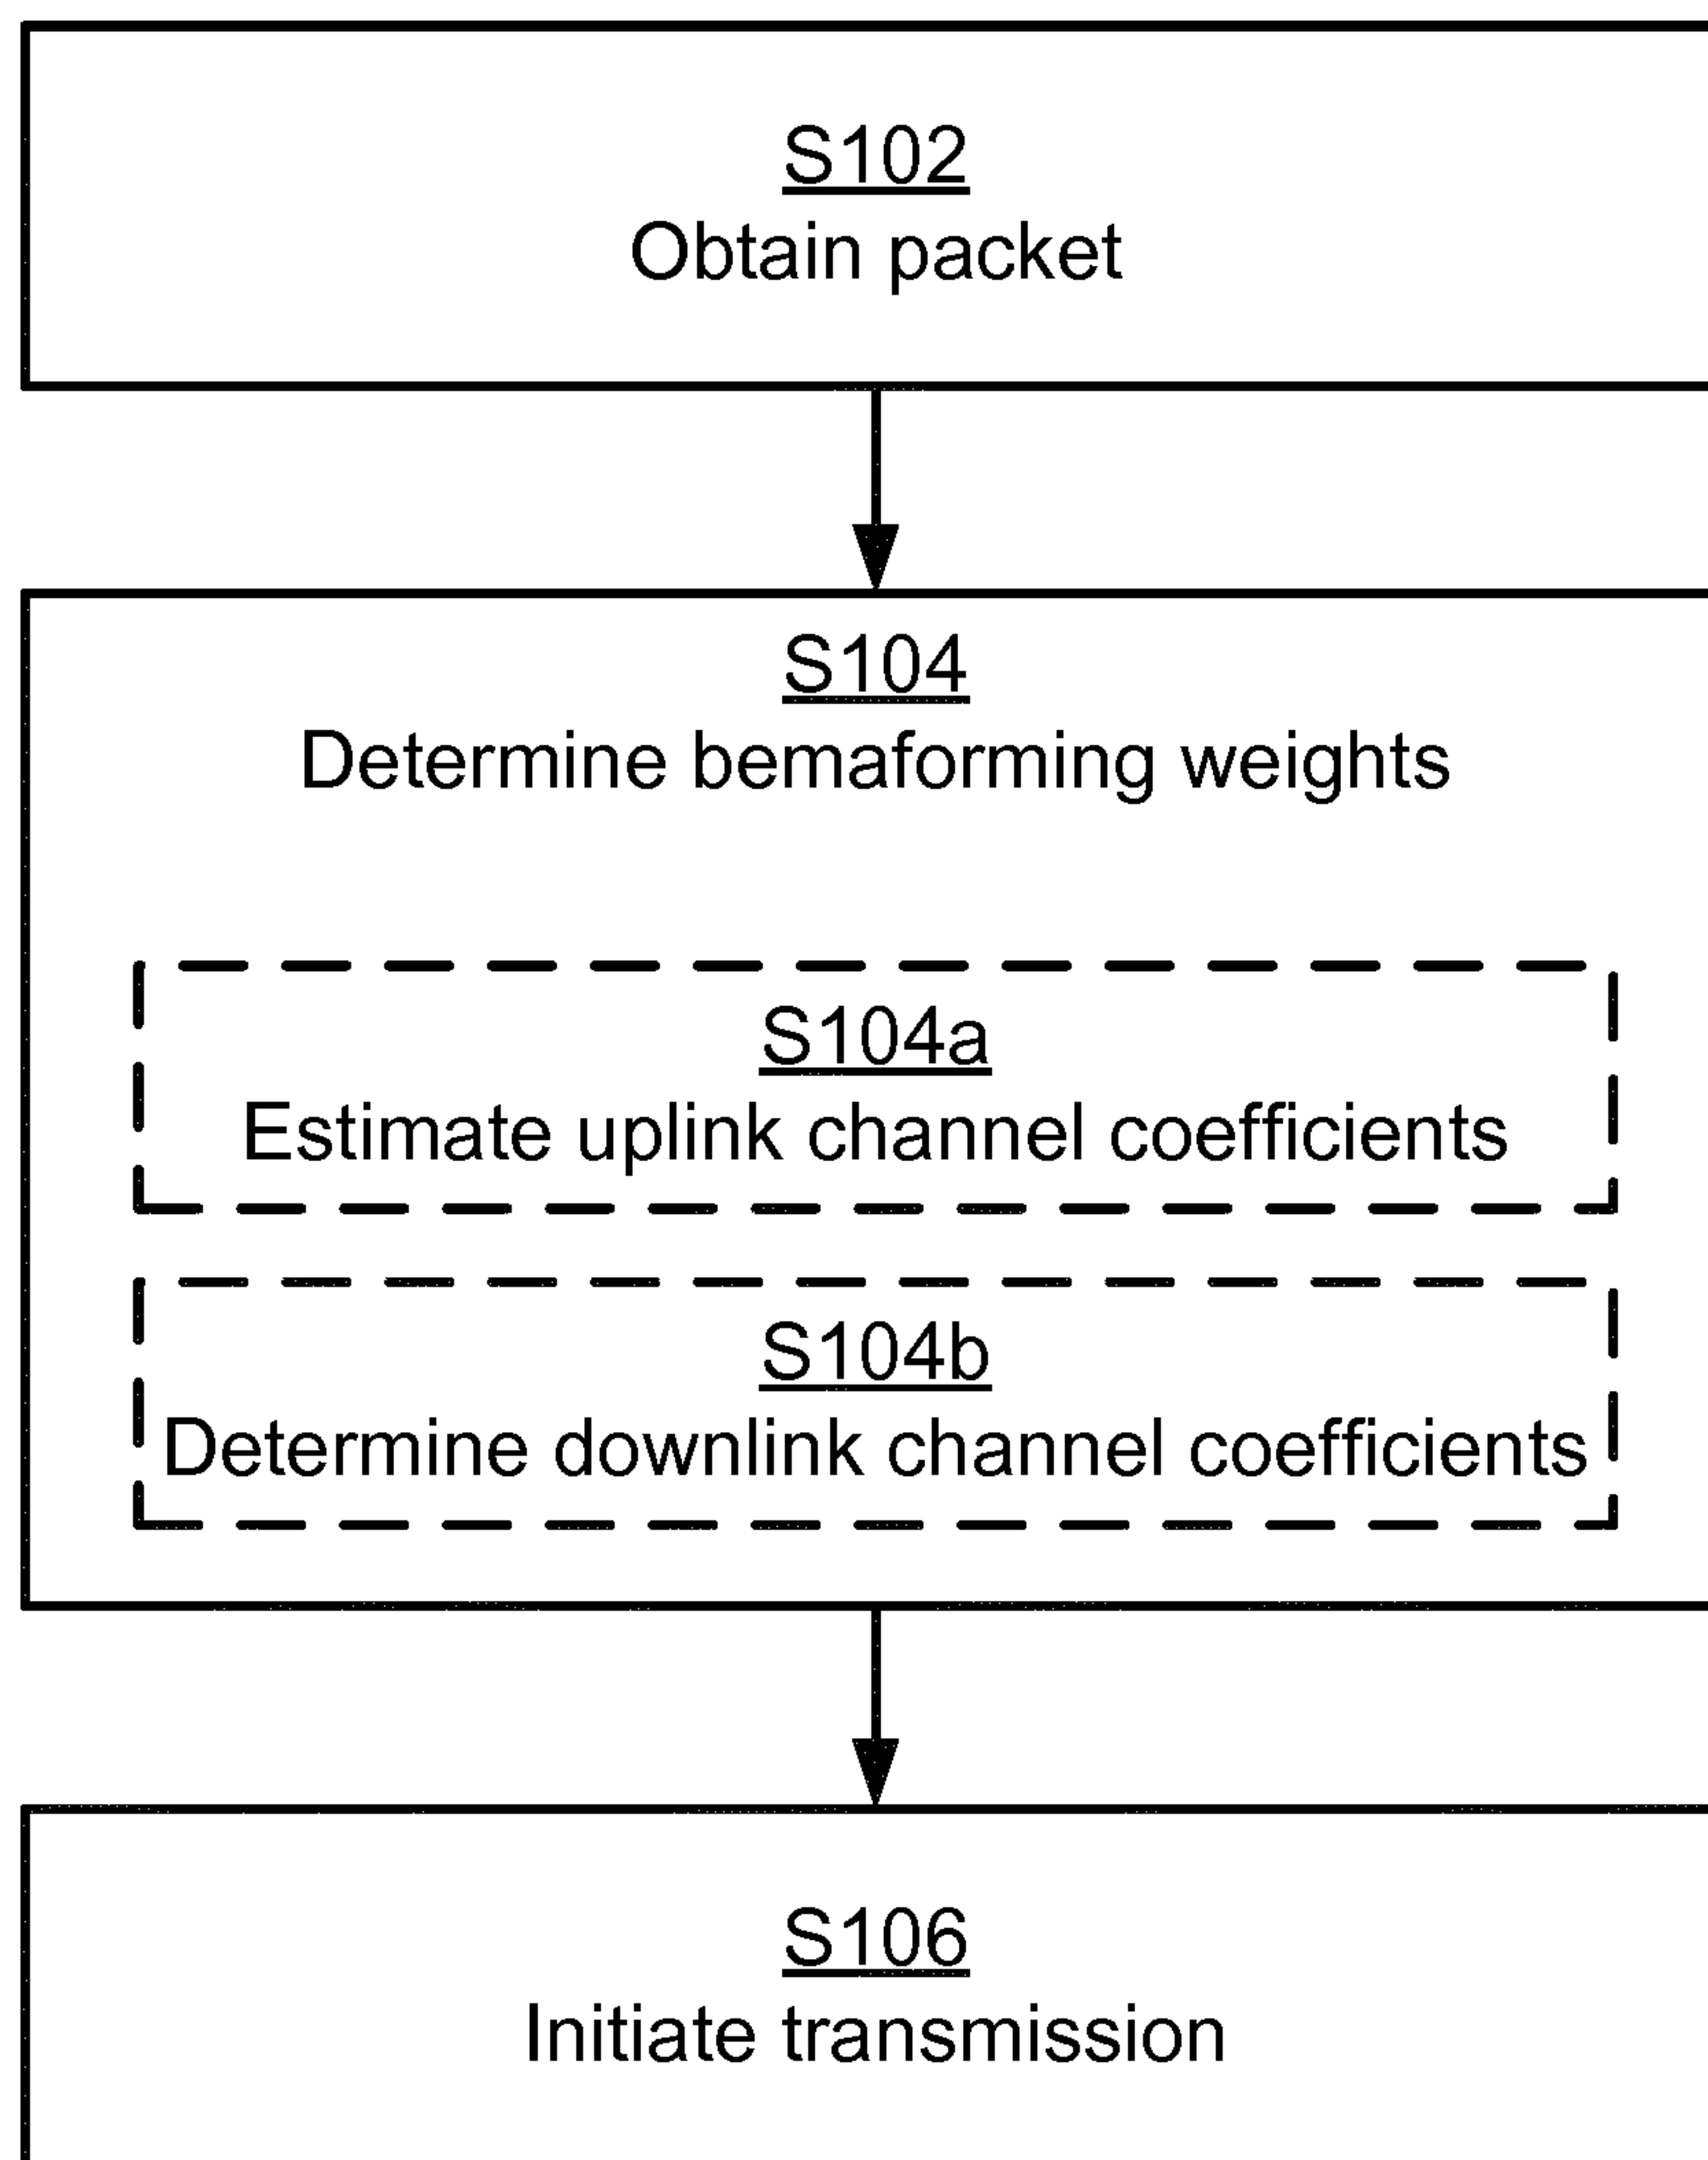 S102
Obtain packet
S104
Determine bemaforming weights
S104a
Estimate uplink channel coefficients
S104b
Determine downlink channel coefficients
S106
Initiate transmission